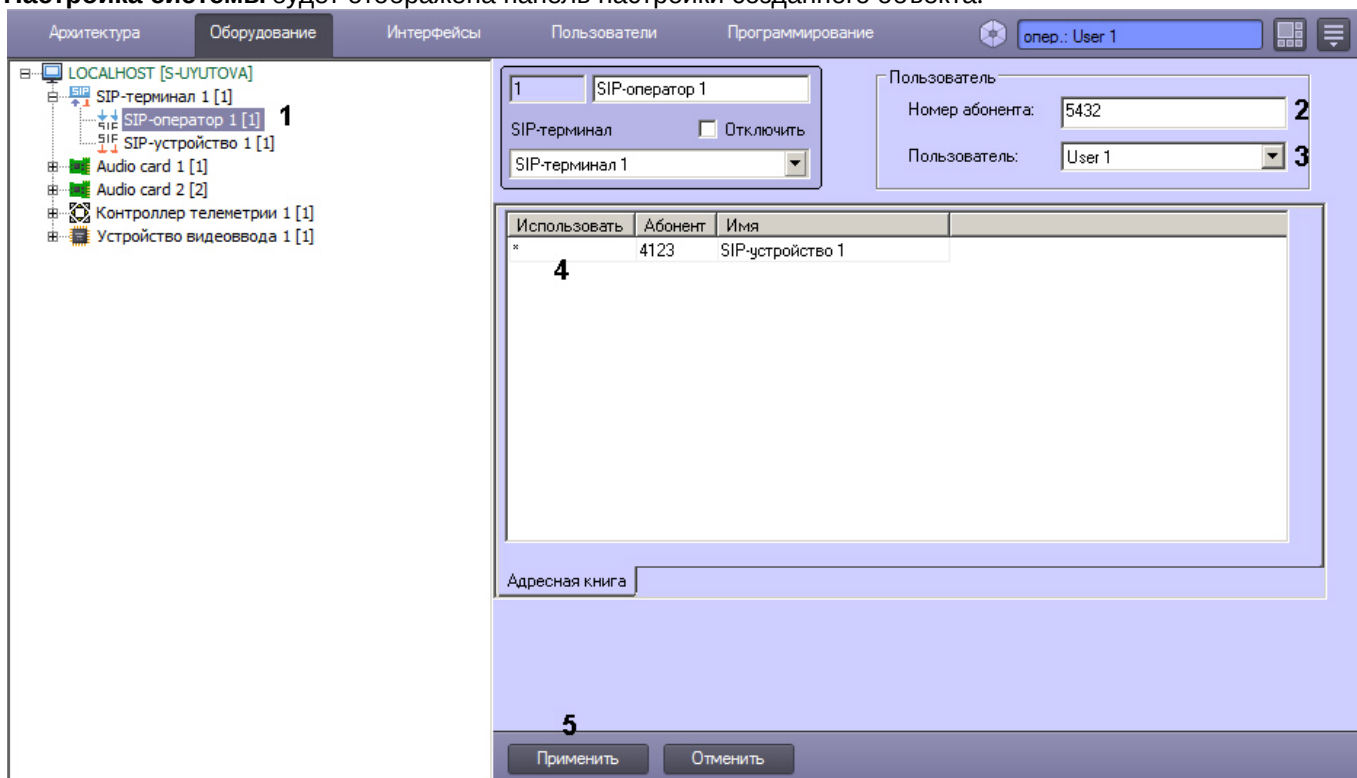 Настройка системы будет отображена панель настройки созданного объекта.
Архитектура Оборудование Интерфейсы Пользователи Программирование опер.: User 1
LOCALHOST [S-UYUTOVA]
SIP-терминал 1 [1]
SIP-оператор 1 [1] 1
SIP-устройство 1 [1]
Audio card 1 [1]
Audio card 2 [2]
Контроллер телеметрии 1 [1]
Устройство видеоввода 1 [1]
1 SIP-оператор 1
SIP-терминал Отключить
SIP-терминал 1
Пользователь
Номер абонента: 5432 2
Пользователь: User 1 3
Использовать Абонент Имя
* 4123 SIP-устройство 1
4
Адресная книга
5
Применить Отменить